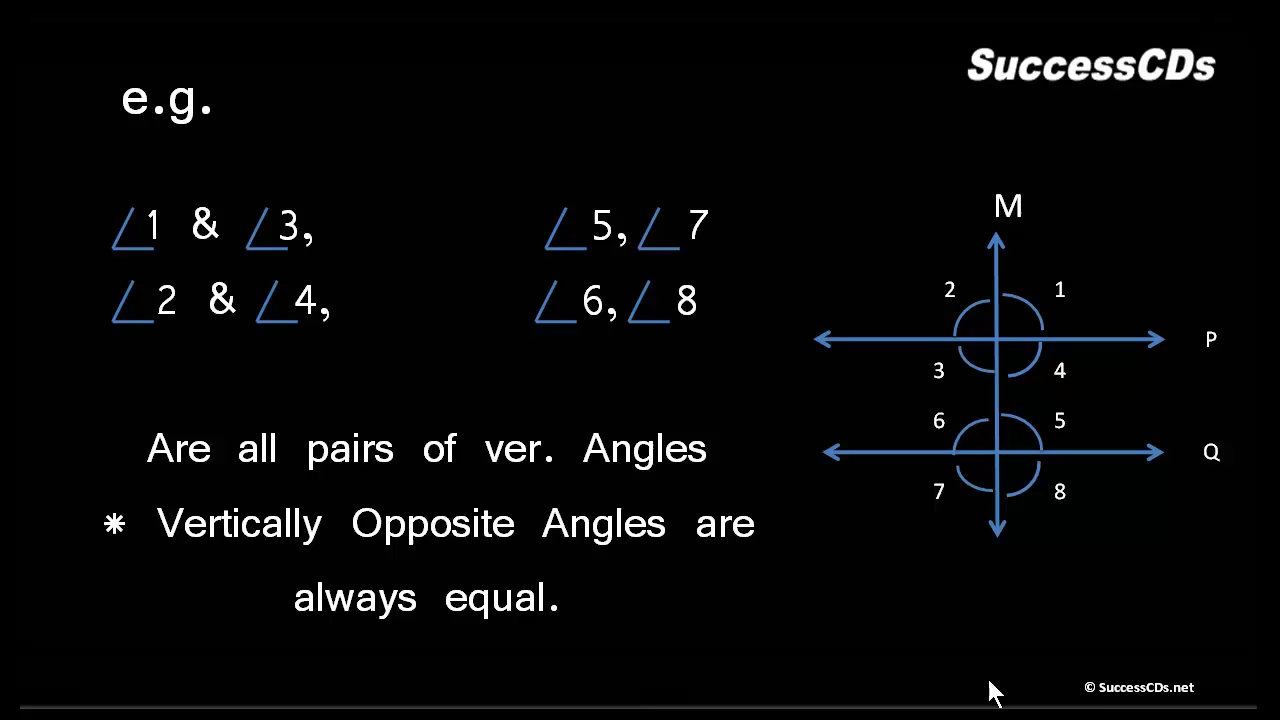 SuccessCDs
e.g.
∠1 & ∠3, ∠5, ∠7
∠2 & ∠4, ∠6, ∠8
Are all pairs of ver. Angles
* Vertically Opposite Angles are
always equal.
M
2 1
P
3 4
6 5
Q
7 8
© SuccessCDs.net